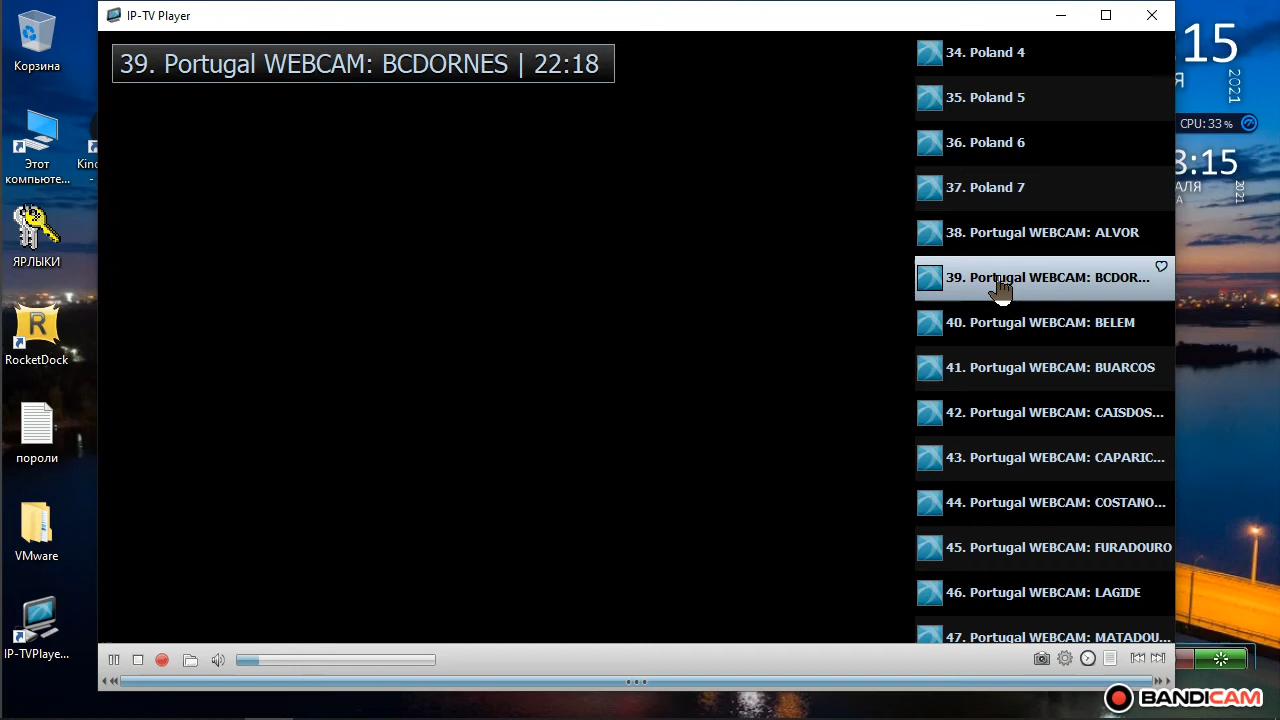 Корзина
Этот
компьюте...
Kinc
-
ЯРЛЫКИ
RocketDock
пороли
VMware
IP-TVPlaye...
IP-TV Player
39. Portugal WEBCAM: BCDORNES | 22:18
34. Poland 4
35. Poland 5
36. Poland 6
37. Poland 7
38. Portugal WEBCAM: ALVOR
39. Portugal WEBCAM: BCDOR...
40. Portugal WEBCAM: BELEM
41. Portugal WEBCAM: BUARCOS
42. Portugal WEBCAM: CAISDOS...
43. Portugal WEBCAM: CAPARIC...
44. Portugal WEBCAM: COSTANO...
45. Portugal WEBCAM: FURADOURO
46. Portugal WEBCAM: LAGIDE
47. Portugal WEBCAM: MATADOU...
15
Я
2021
CPU: 33 %
8:15
АЛЯ
А
2021
BANDICAM